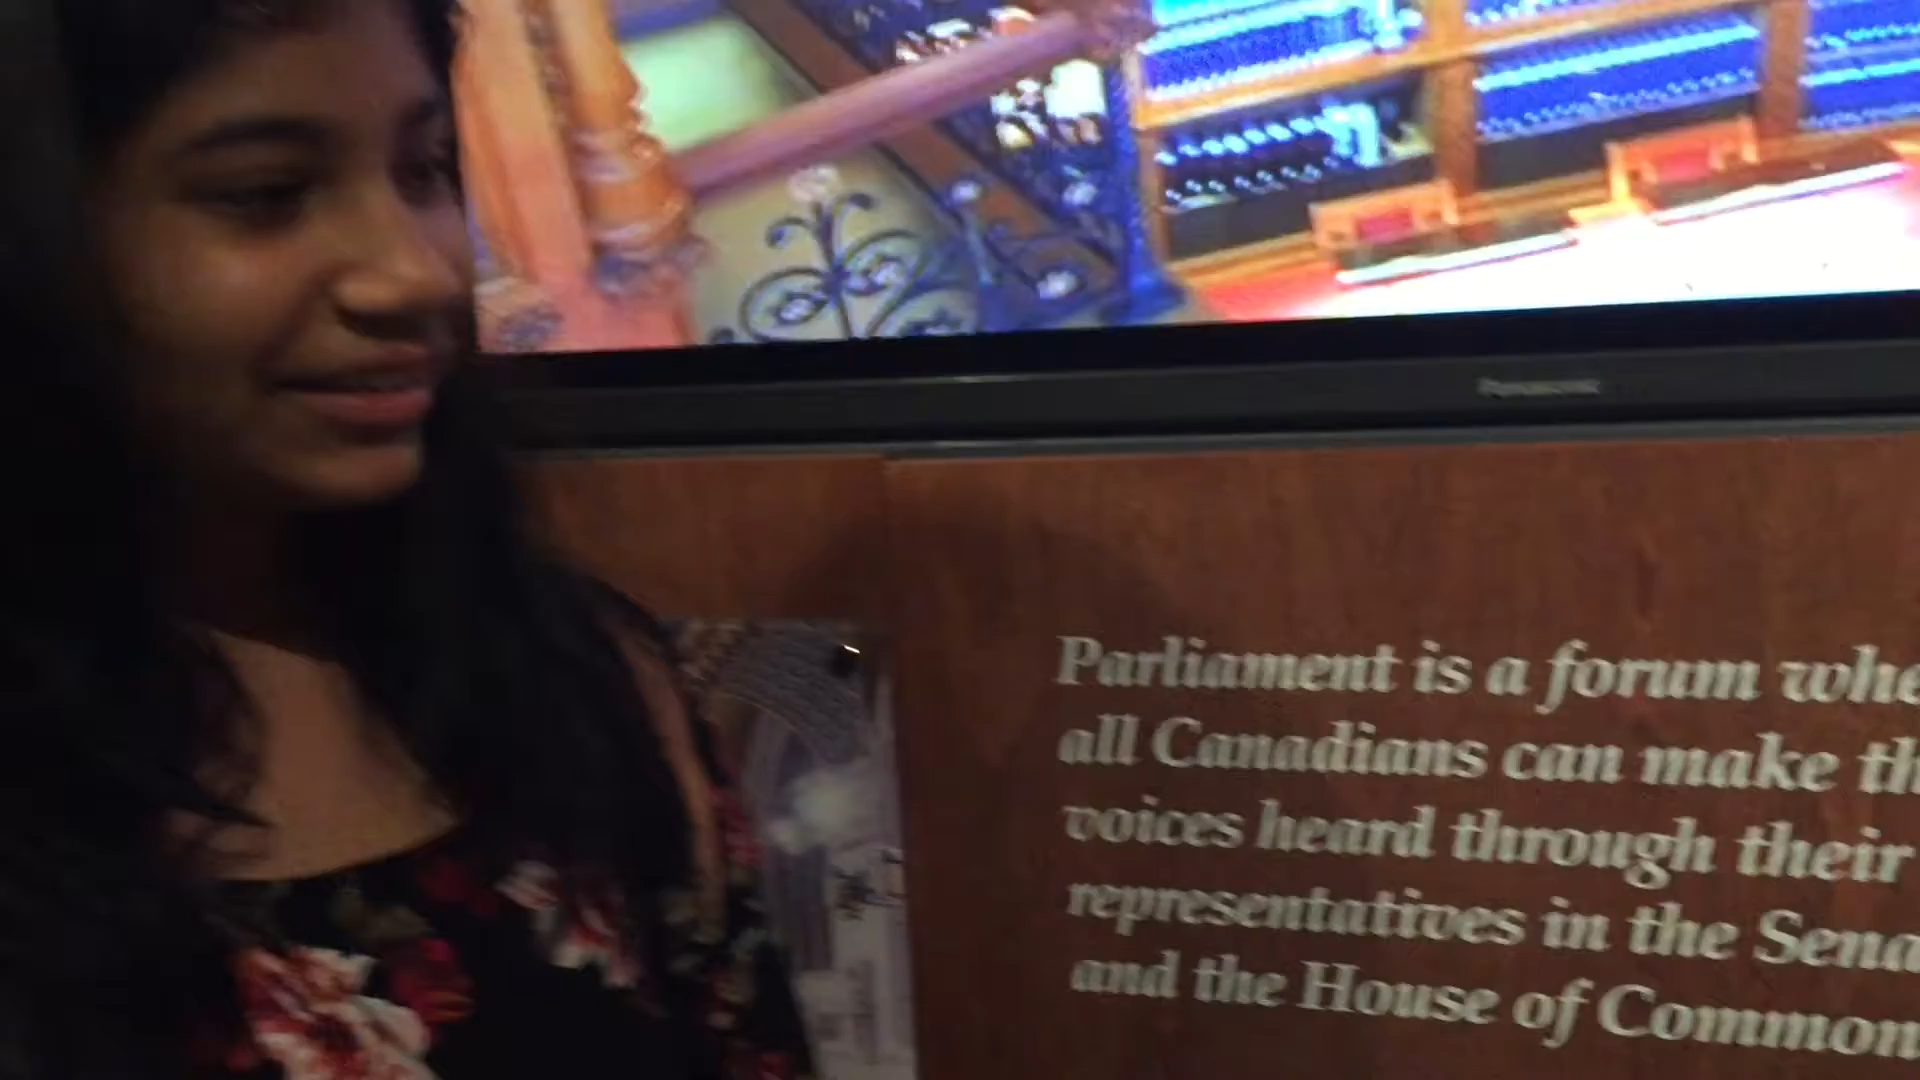 Panasonic
Parliament is a forum whe
all Canadians can make th
voices heard through their
representatives in the Sena
and the House of Common